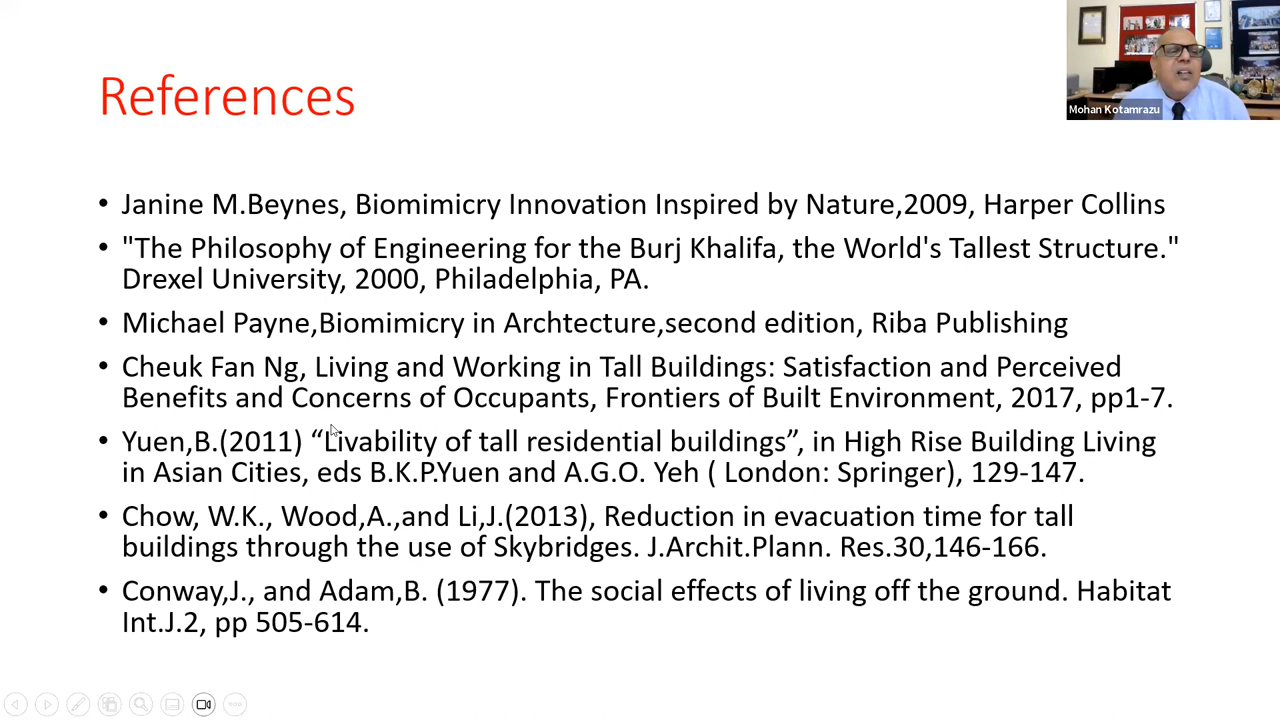 References
Mohan Kotamrazu
• Janine M.Beynes, Biomimicry Innovation Inspired by Nature,2009, Harper Collins
• "The Philosophy of Engineering for the Burj Khalifa, the World's Tallest Structure."
Drexel University, 2000, Philadelphia, PA.
• Michael Payne,Biomimicry in Archtecture,second edition, Riba Publishing
• Cheuk Fan Ng, Living and Working in Tall Buildings: Satisfaction and Perceived
Benefits and Concerns of Occupants, Frontiers of Built Environment, 2017, pp1-7.
• Yuen,B.(2011) “Livability of tall residential buildings”, in High Rise Building Living
in Asian Cities, eds B.K.P.Yuen and A.G.O. Yeh ( London: Springer), 129-147.
• Chow, W.K., Wood,A.,and Li,J.(2013), Reduction in evacuation time for tall
buildings through the use of Skybridges. J.Archit.Plann. Res.30,146-166.
• Conway,J., and Adam,B. (1977). The social effects of living off the ground. Habitat
Int.J.2, pp 505-614.